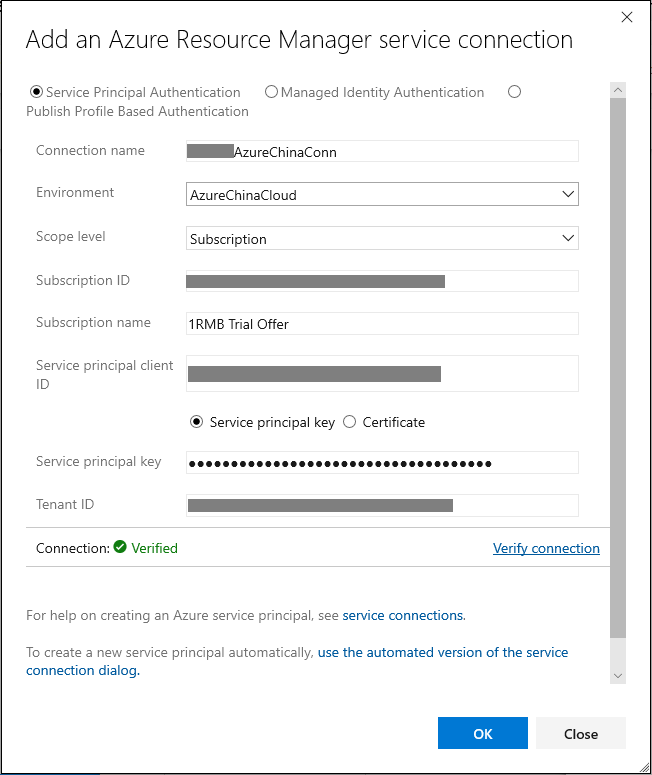 Add an Azure Resource Manager service connection
Service Principal Authentication Managed Identity Authentication
Publish Profile Based Authentication
Connection name AzureChinaConn
Environment AzureChinaCloud
Scope level Subscription
Subscription ID
Subscription name 1RMB Trial Offer
Service principal client
ID
Service principal key Certificate
Service principal key ●●●●●●●●●●●●●●●●●●●●●●●●●●●●●●●●●●●●
Tenant ID
Connection: Verified Verify connection
For help on creating an Azure service principal, see service connections.
To create a new service principal automatically, use the automated version of the service
connection dialog.
OK Close